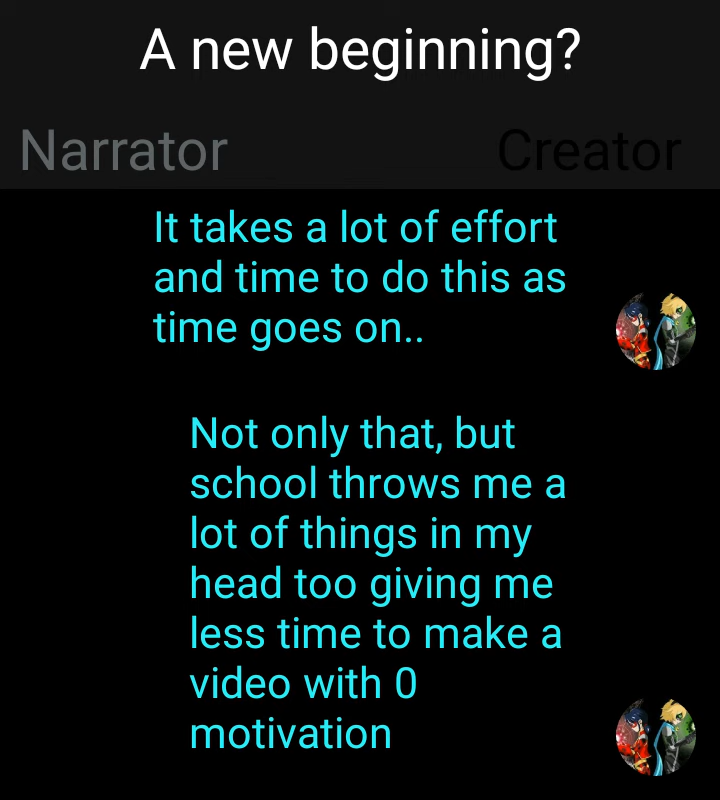 A new beginning?
Narrator
Creator
It takes a lot of effort
and time to do this as
time goes on..
Not only that, but
school throws me a
lot of things in my
head too giving me
less time to make a
video with 0
motivation